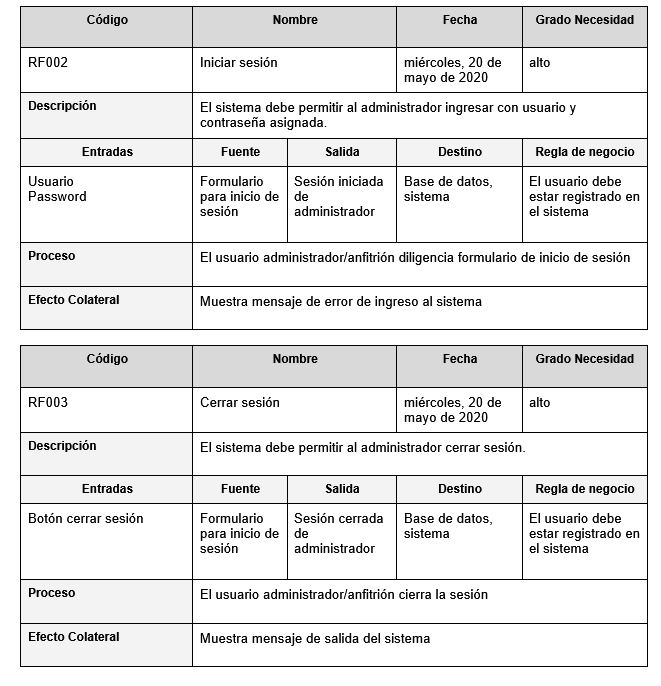 Código Nombre Fecha Grado Necesidad
RF002 Iniciar sesión miércoles, 20 de mayo de 2020 alto
Descripción El sistema debe permitir al administrador ingresar con usuario y
contraseña asignada.
Entradas Fuente Salida Destino Regla de negocio
Usuario Formulario Sesión iniciada Base de datos, El usuario debe
Password para inicio de de sistema estar registrado en
sesión administrador el sistema
Proceso El usuario administrador/anfitrión diligencia formulario de inicio de sesión
Efecto Colateral Muestra mensaje de error de ingreso al sistema
Código Nombre Fecha Grado Necesidad
RF003 Cerrar sesión miércoles, 20 de mayo de 2020 alto
Descripción El sistema debe permitir al administrador cerrar sesión.
Entradas Fuente Salida Destino Regla de negocio
Botón cerrar sesión Formulario Sesión cerrada Base de datos, El usuario debe
para inicio de de sistema estar registrado en
sesión administrador el sistema
Proceso El usuario administrador/anfitrión cierra la sesión
Efecto Colateral Muestra mensaje de salida del sistema